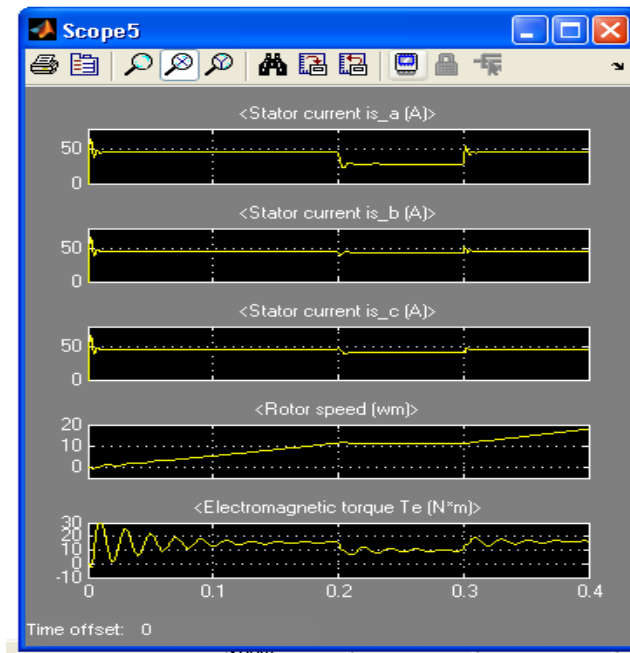 Scope5
<Stator current is_a (A)>
50
0
<Stator current is_b (A)>
50
0
<Stator current is_c (A)>
50
0
<Rotor speed (wm)>
20
10
0
<Electromagnetic torque Te (N*m)>
30
20
10
0
-10
0 0.1 0.2 0.3 0.4
Time offset: 0